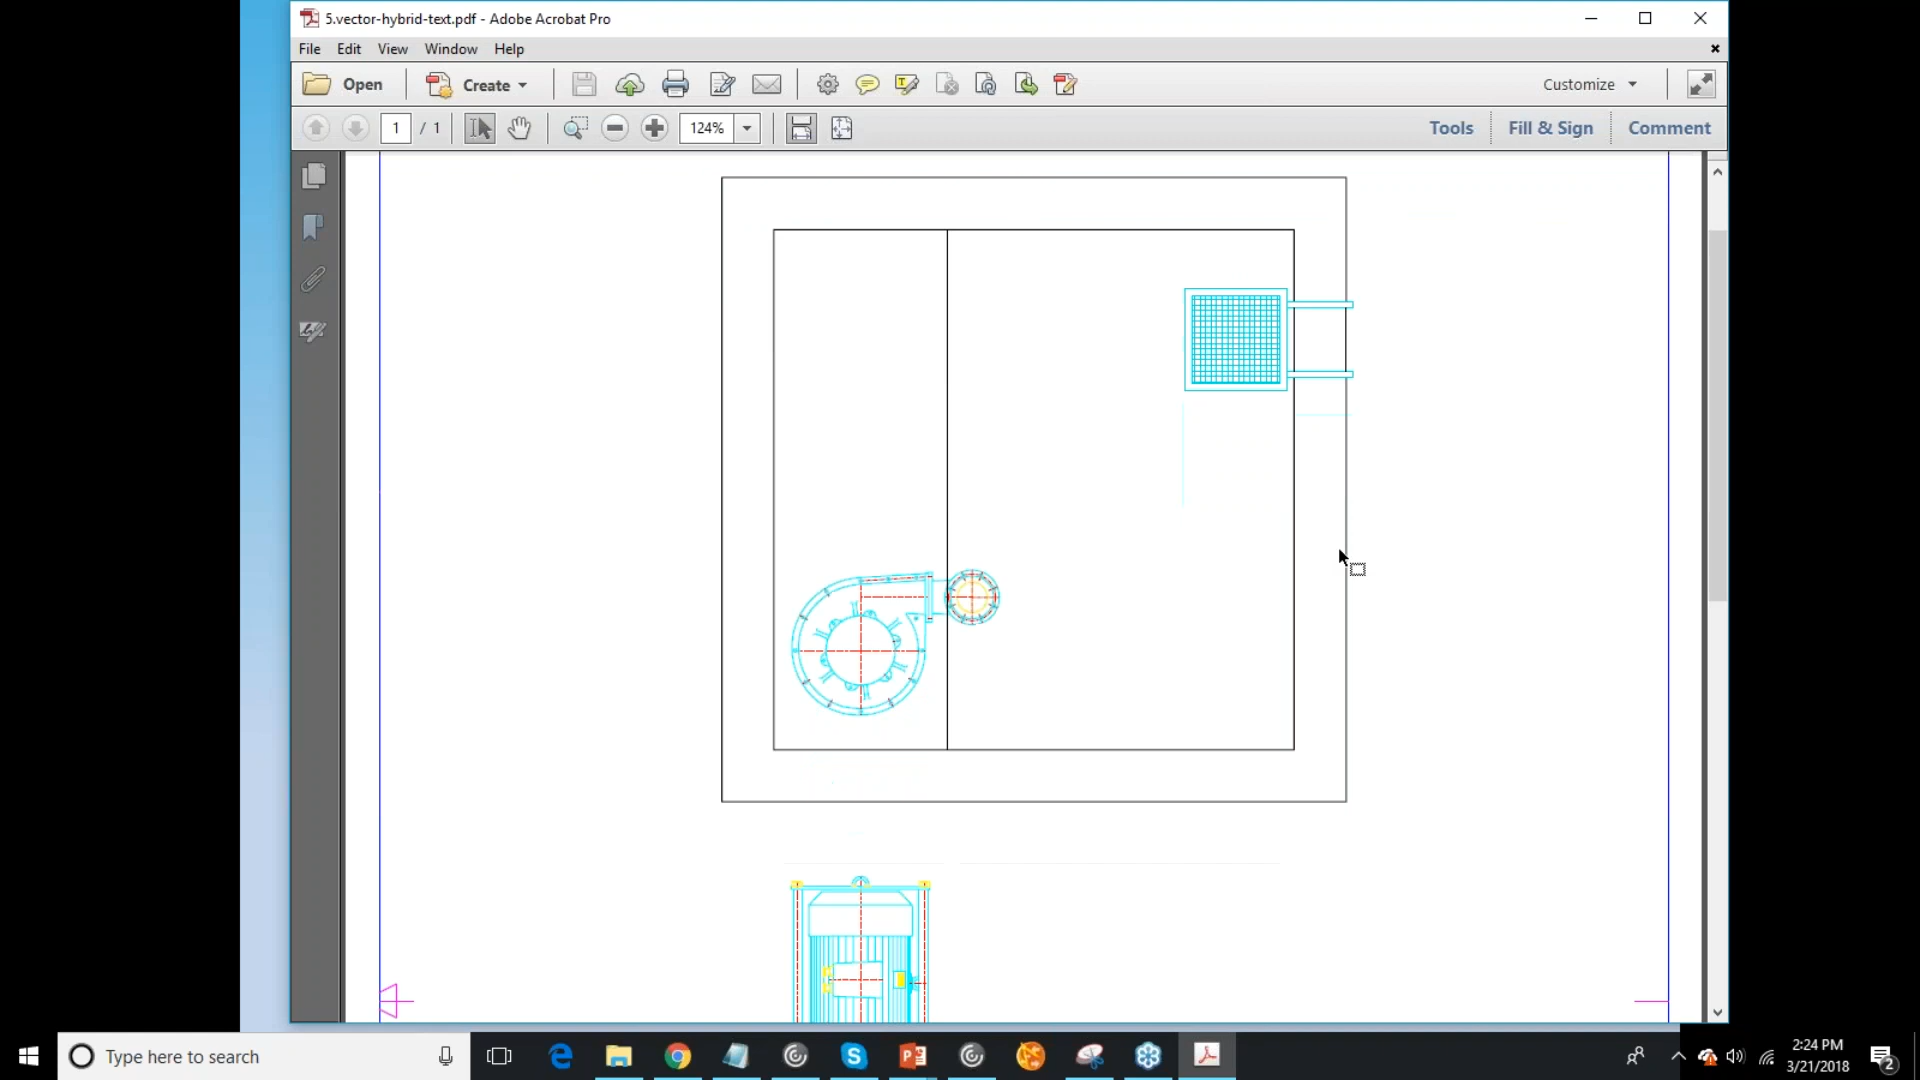 5.vector-hybrid-text.pdf - Adobe Acrobat Pro
File Edit View Window Help
Open Create Customize
1 / 1 124% Tools Fill & Sign Comment
Type here to search
2:24 PM
3/21/2018
2